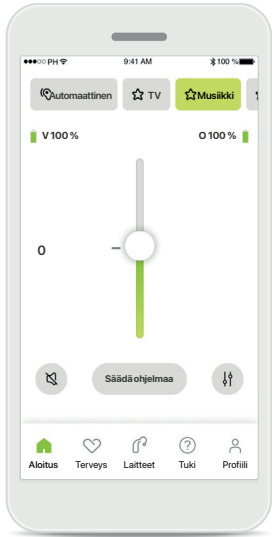 ●●●○○ PH 9:41 AM 100 %
Automaattinen TV Musiikki
V 100 % O 100 %
0
Säädä ohjelmaa
Aloitus Terveys Laitteet Tuki Profiili